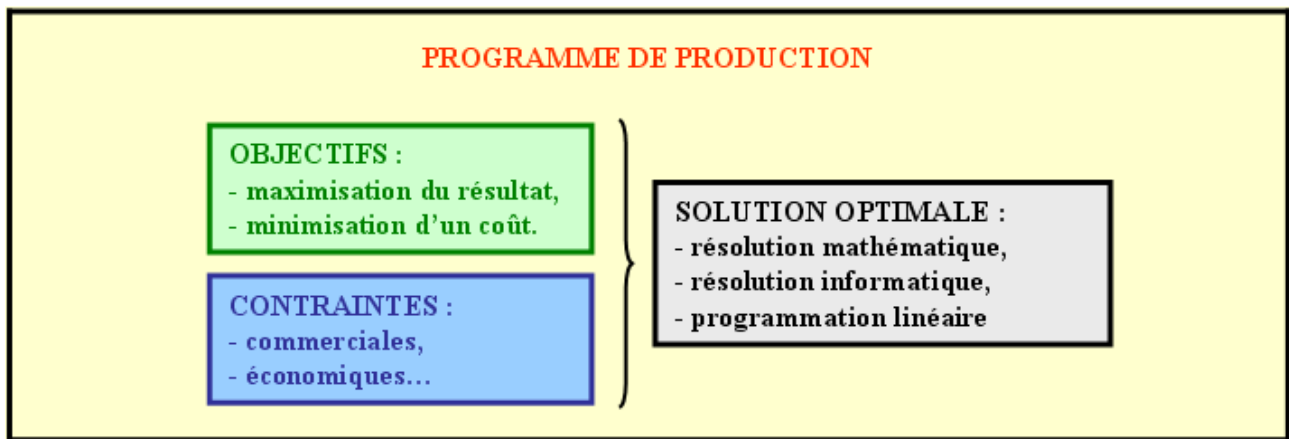 PROGRAMME DE PRODUCTION
OBJECTIFS :
- maximisation du résultat,
- minimisation d’un coût.
CONTRAINTES :
- commerciales,
- économiques…
SOLUTION OPTIMALE :
- résolution mathématique,
- résolution informatique,
- programmation linéaire